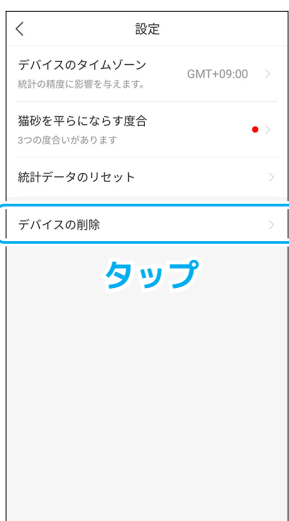 設定
デバイスのタイムゾーン
GMT+09:00
統計の精度に影響を与えます。
猫砂を平らにならす度合
3つの度合いがあります
統計データのリセット
デバイスの削除
タップ